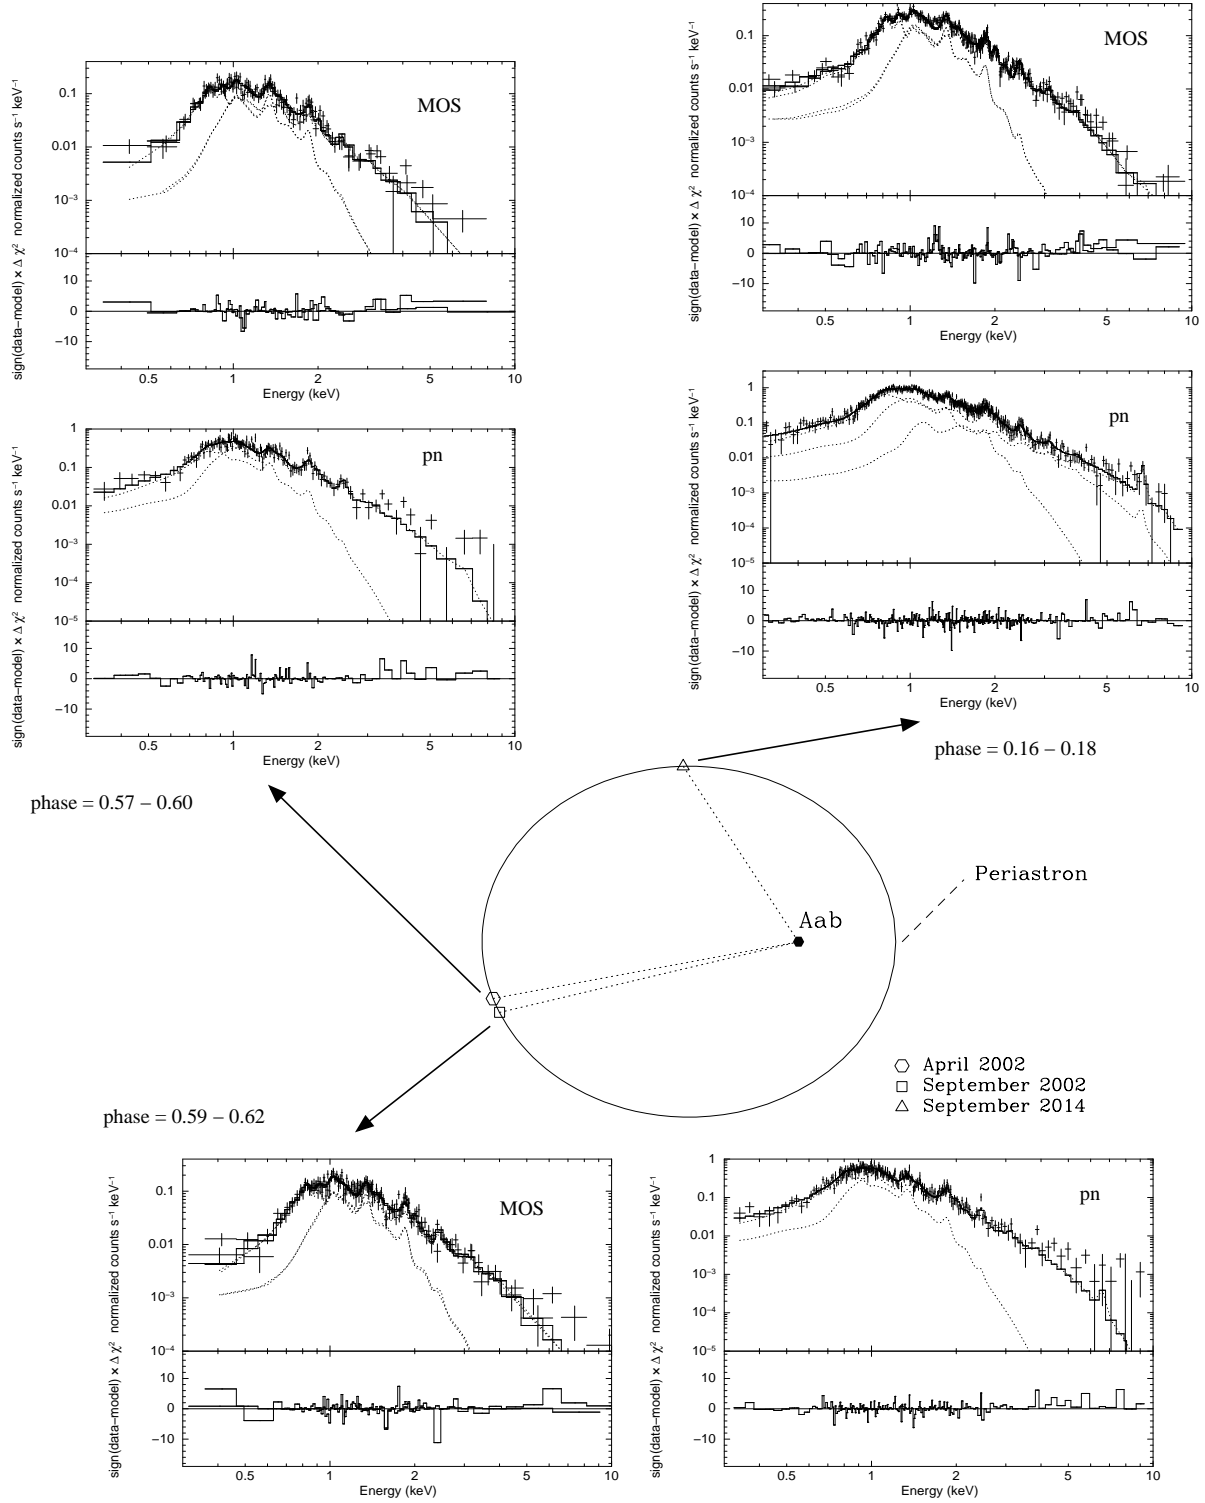 MOS
0.1
0.01
10⁻³
10⁻⁴
10
0
−10
0.5 1 2 5 10
Energy (keV)
sign(data−model) × Δ χ² normalized counts s⁻¹ keV⁻¹
MOS
0.1
0.01
10⁻³
10⁻⁴
10
0
−10
0.5 1 2 5 10
Energy (keV)
sign(data−model) × Δ χ² normalized counts s⁻¹ keV⁻¹
pn
1
0.1
0.01
10⁻³
10⁻⁴
10⁻⁵
10
0
−10
0.5 1 2 5 10
Energy (keV)
sign(data−model) × Δ χ² normalized counts s⁻¹ keV⁻¹
pn
1
0.1
0.01
10⁻³
10⁻⁴
10⁻⁵
10
0
−10
0.5 1 2 5 10
Energy (keV)
sign(data−model) × Δ χ² normalized counts s⁻¹ keV⁻¹
phase = 0.16 – 0.18
phase = 0.57 – 0.60
Periastron
Aab
April 2002
September 2002
September 2014
phase = 0.59 – 0.62
MOS
0.1
0.01
10⁻³
10⁻⁴
10
0
−10
0.5 1 2 5 10
Energy (keV)
sign(data−model) × Δ χ² normalized counts s⁻¹ keV⁻¹
pn
1
0.1
0.01
10⁻³
10⁻⁴
10⁻⁵
10
0
−10
0.5 1 2 5 10
Energy (keV)
sign(data−model) × Δ χ² normalized counts s⁻¹ keV⁻¹